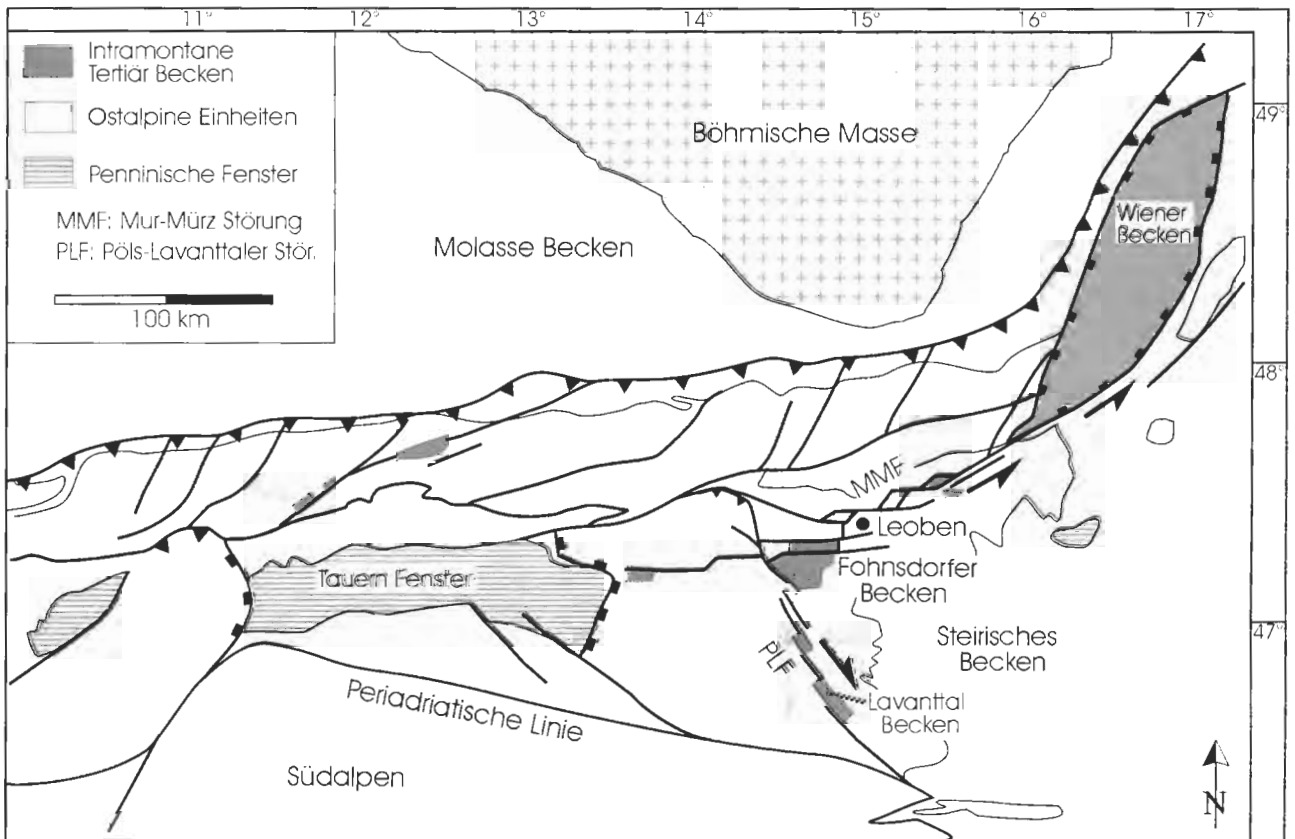 11°
12°
13°
14°
15°
16°
17°
Intramontane
Tertiär Becken
Ostalpine Einheiten
Penninische Fenster
MMF: Mur-Mürz Störung
PLF: Pöls-Lavanttaler Stör.
100 km
Böhmische Masse
Molasse Becken
Wiener
Becken
49°
48°
47°
MMF
Leoben
Fohnsdorfer
Becken
Tauern Fenster
Steirisches
Becken
PLF
Lavanttal
Becken
Periadriatische Linie
Südalpen
N